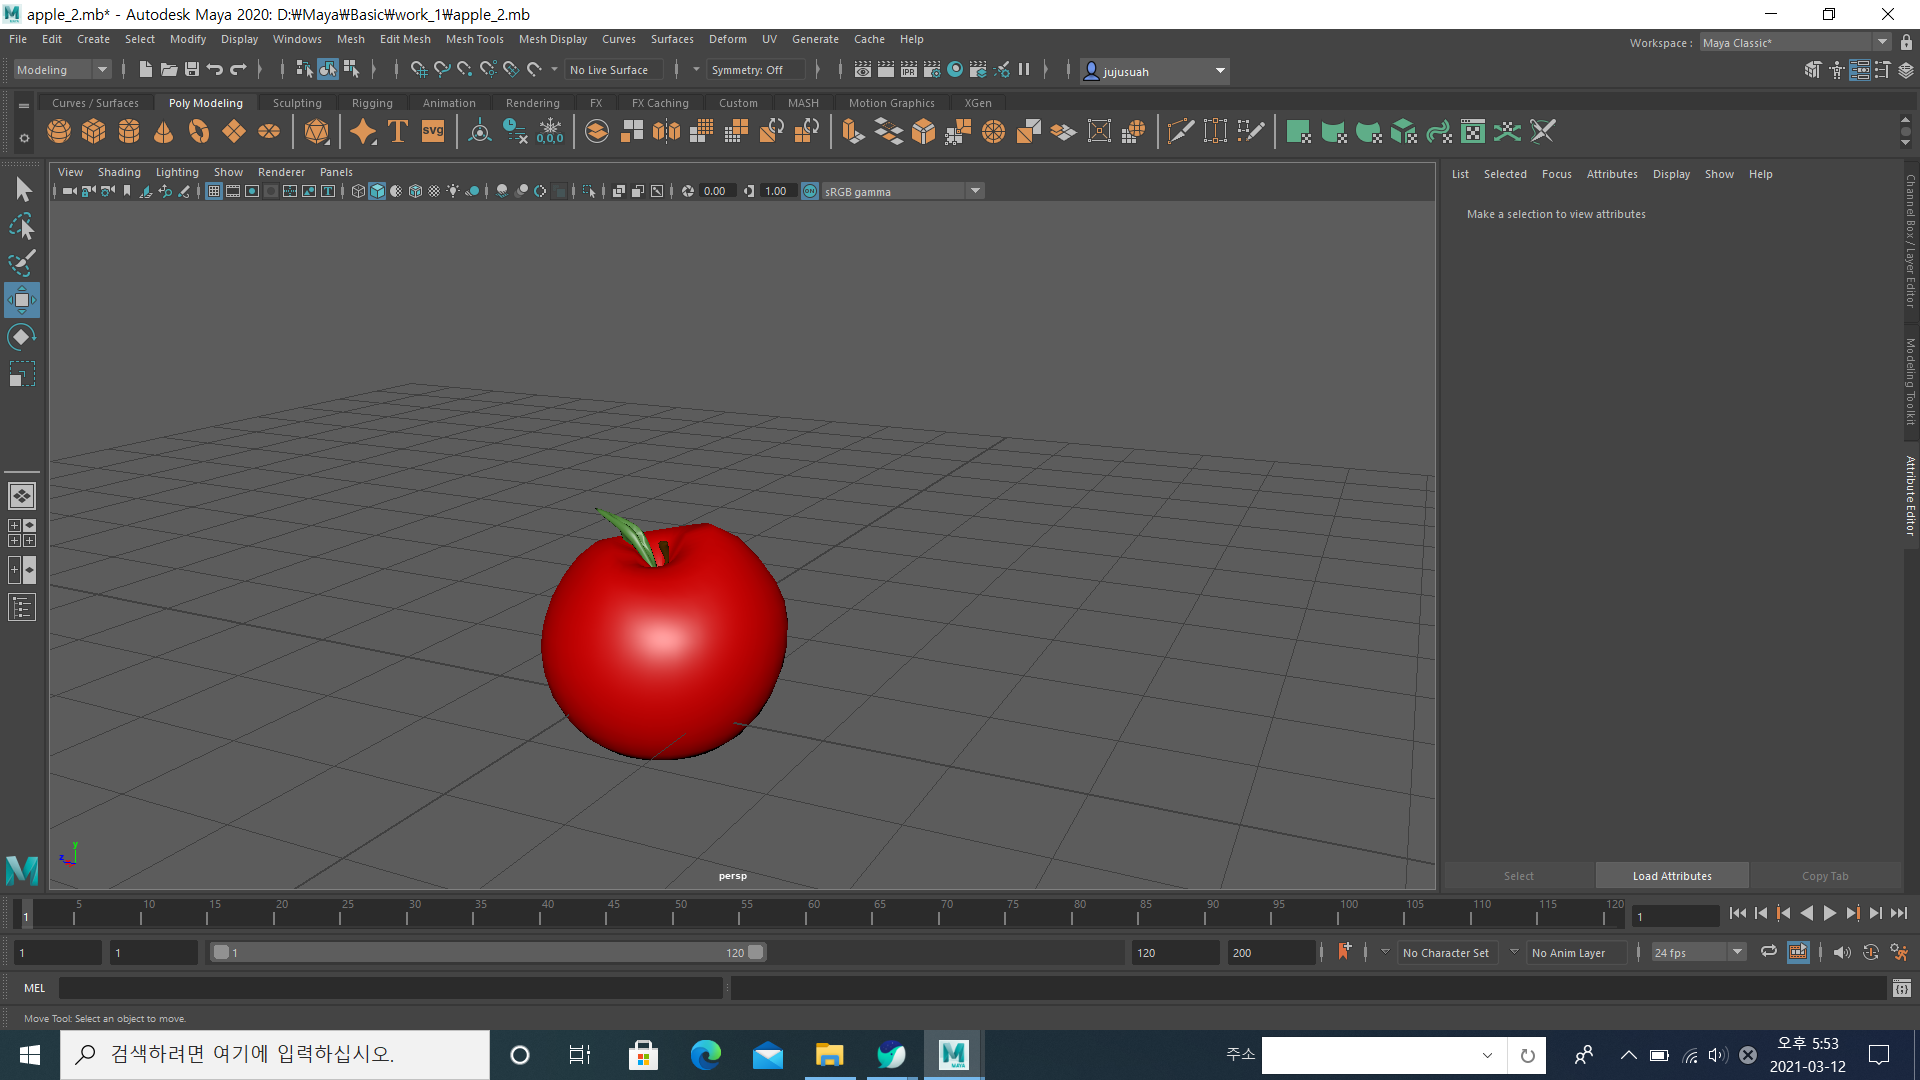 apple_2.mb* - Autodesk Maya 2020: D:₩Maya₩Basic₩work_1₩apple_2.mb
File Edit Create Select Modify Display Windows Mesh Edit Mesh Mesh Tools Mesh Display Curves Surfaces Deform UV Generate Cache Help
Workspace : Maya Classic*
Modeling No Live Surface Symmetry: Off IPR jujusuah
Curves / Surfaces Poly Modeling Sculpting Rigging Animation Rendering FX FX Caching Custom MASH Motion Graphics XGen
T svg 0,0,0
View Shading Lighting Show Renderer Panels
0.00 1.00 ON sRGB gamma
List Selected Focus Attributes Display Show Help
Make a selection to view attributes
Channel Box / Layer Editor
Modeling Toolkit
Attribute Editor
y
z
persp
Select Load Attributes Copy Tab
1 5 10 15 20 25 30 35 40 45 50 55 60 65 70 75 80 85 90 95 100 105 110 115 120 1
1 1 1 120 120 200 No Character Set No Anim Layer 24 fps
MEL
Move Tool: Select an object to move.
검색하려면 여기에 입력하십시오.
MAYA
주소
오후 5:53
2021-03-12